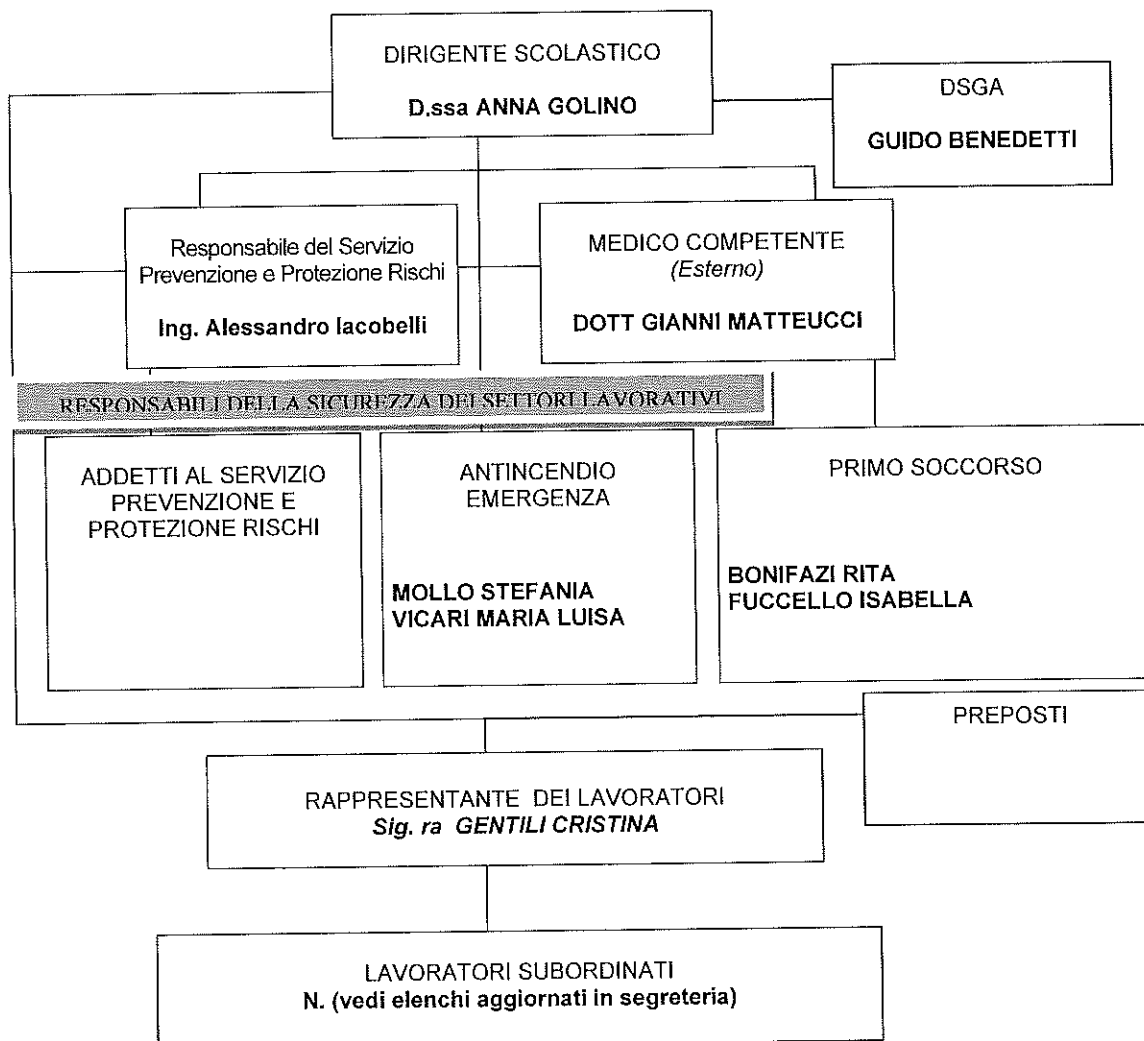 DIRIGENTE SCOLASTICO
D.ssa ANNA GOLINO
DSGA
GUIDO BENEDETTI
Responsabile del Servizio
Prevenzione e Protezione Rischi
Ing. Alessandro Iacobelli
MEDICO COMPETENTE
(Esterno)
DOTT GIANNI MATTEUCCI
RESPONSABILI DELLA SICUREZZA DEI SETTORI LAVORATIVI
ADDETTI AL SERVIZIO
PREVENZIONE E
PROTEZIONE RISCHI
ANTINCENDIO
EMERGENZA
MOLLO STEFANIA
VICARI MARIA LUISA
PRIMO SOCCORSO
BONIFAZI RITA
FUCCELLO ISABELLA
PREPOSTI
RAPPRESENTANTE DEI LAVORATORI
Sig. ra GENTILI CRISTINA
LAVORATORI SUBORDINATI
N. (vedi elenchi aggiornati in segreteria)